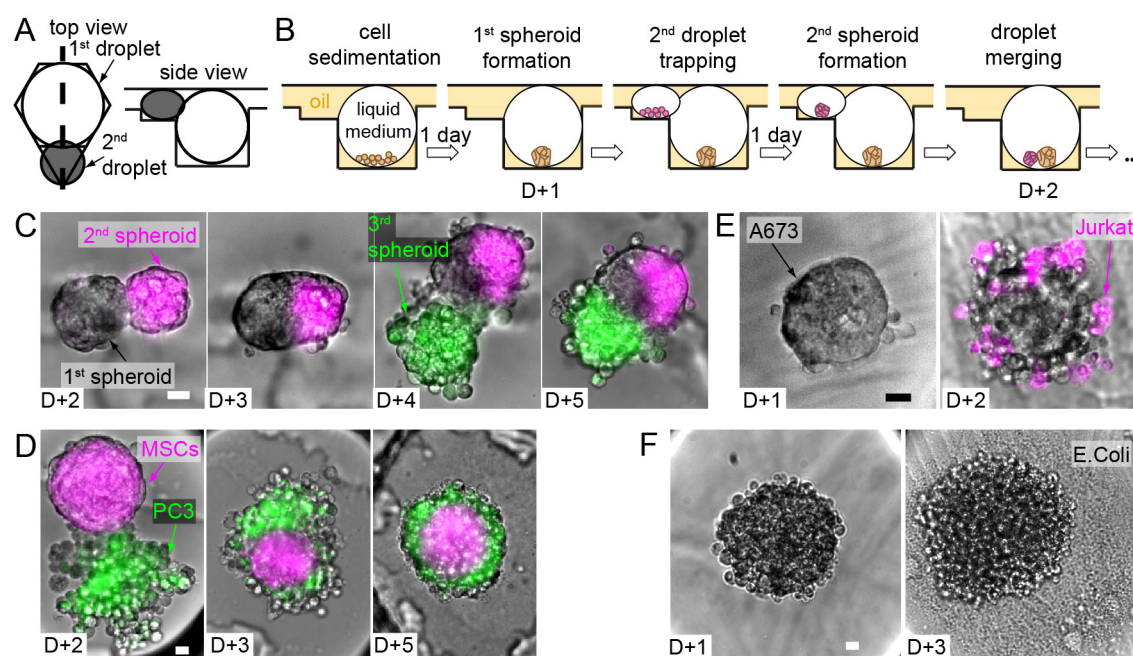 A
top view
1st droplet
side view
2nd
droplet
B
cell
sedimentation
1st spheroid
formation
2nd droplet
trapping
2nd spheroid
formation
droplet
merging
oil
liquid
medium
1 day
1 day
D+1
D+2
..
C
2nd spheroid
1st spheroid
D+2
D+3
3rd
spheroid
D+4
D+5
E
A673
D+1
Jurkat
D+2
D
MSCs
PC3
D+2
D+3
D+5
F
D+1
E.Coli
D+3